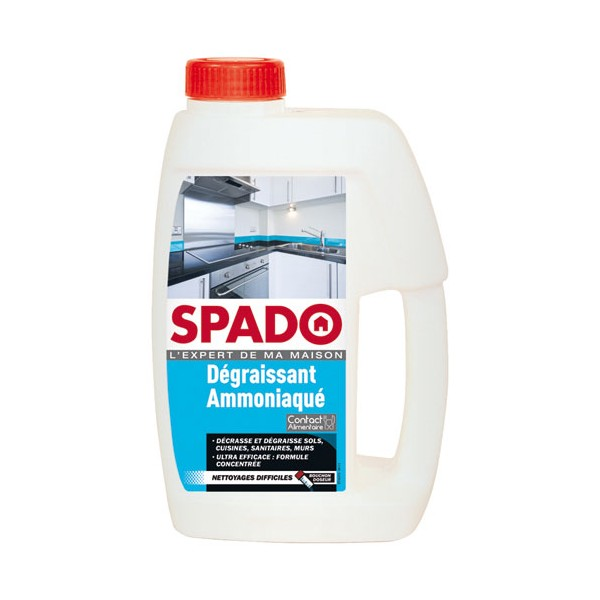 SPADO
L'EXPERT DE MA MAISON
Dégraissant
Ammoniaqué
Contact
Alimentaire
• DÉCRASSE ET DÉGRAISSE SOLS,
CUISINES, SANITAIRES, MURS
• ULTRA EFFICACE : FORMULE
CONCENTRÉE
NETTOYAGES DIFFICILES
BOUCHON
DOSEUR